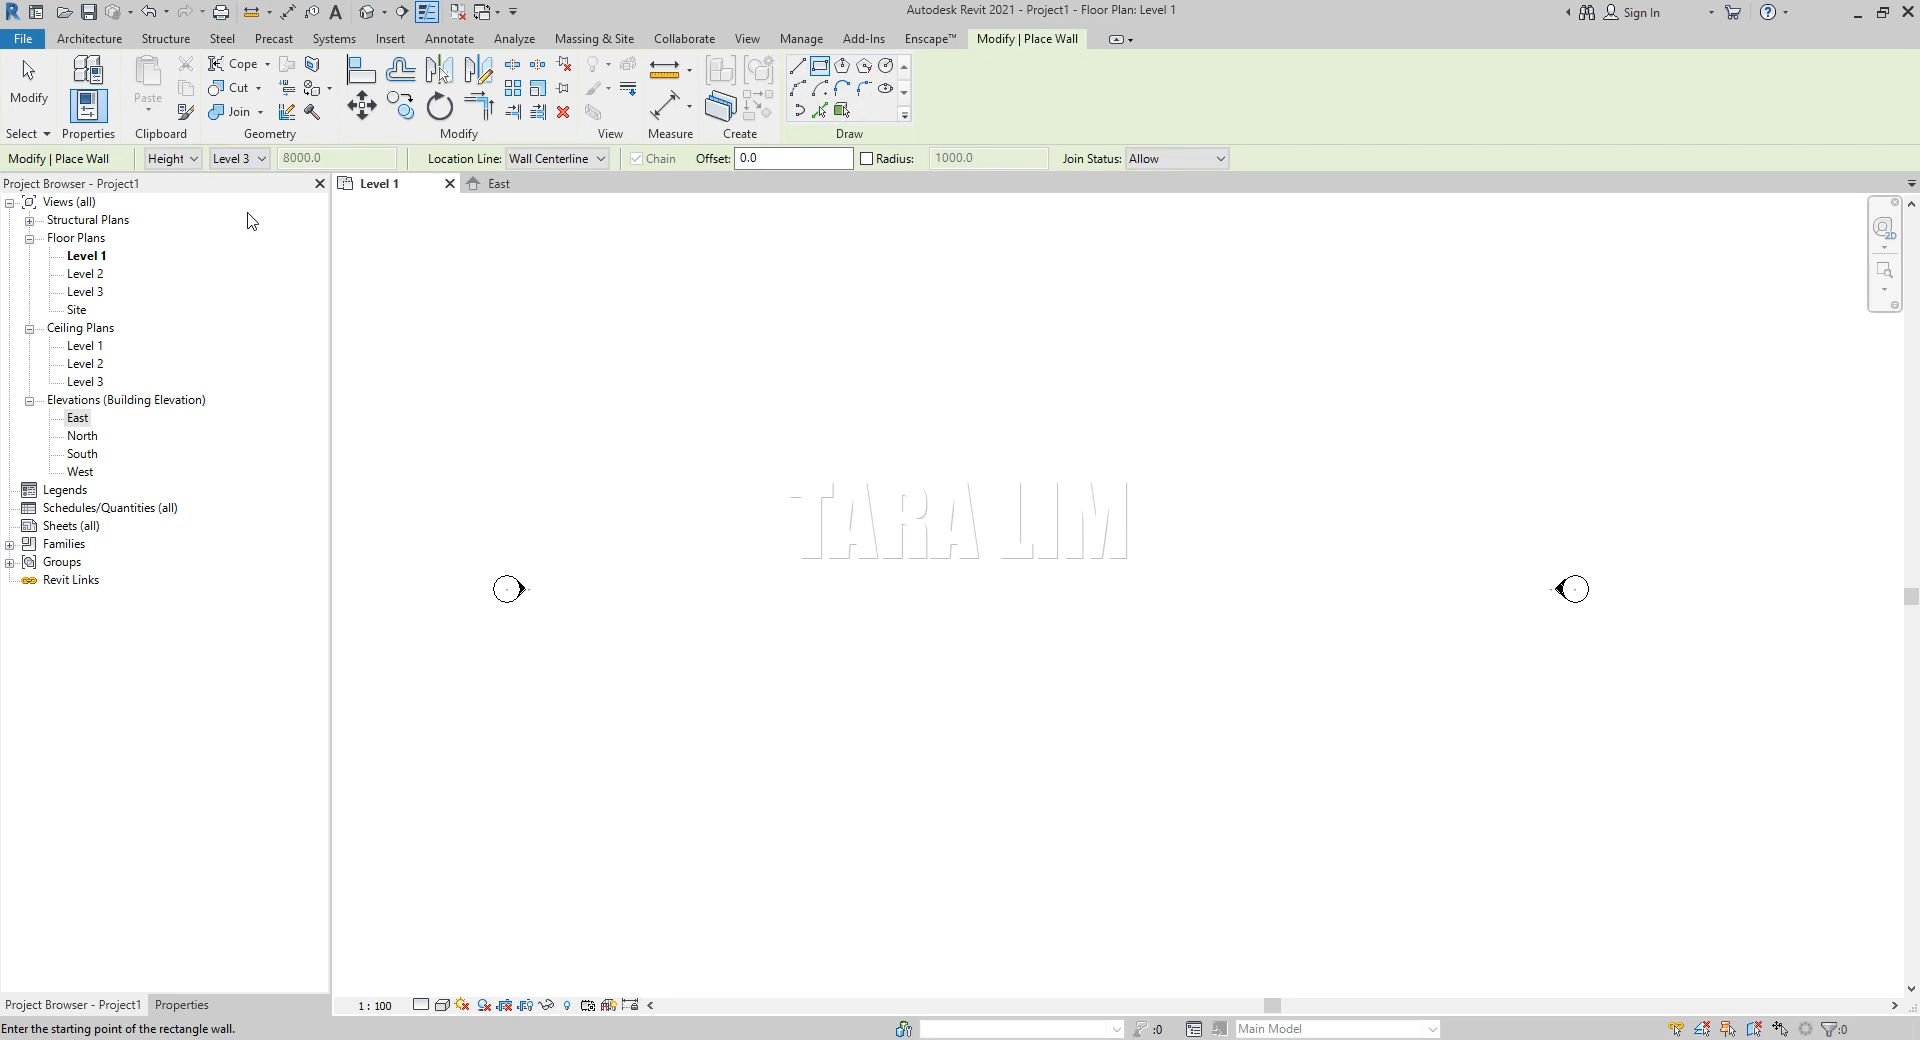 Autodesk Revit 2021 - Project1 - Floor Plan: Level 1
Sign In
File Architecture Structure Steel Precast Systems Insert Annotate Analyze Massing & Site Collaborate View Manage Add-Ins Enscape™ Modify | Place Wall
Modify Paste Cope
Cut
Join
Select Properties Clipboard Geometry Modify View Measure Create Draw
Modify | Place Wall Height Level 3 8000.0 Location Line: Wall Centerline Chain Offset: 0.0 Radius: 1000.0 Join Status: Allow
Project Browser - Project1
Level 1 East
Views (all)
Structural Plans
Floor Plans
Level 1
Level 2
Level 3
Site
Ceiling Plans
Level 1
Level 2
Level 3
Elevations (Building Elevation)
East
North
South
West
Legends
Schedules/Quantities (all)
Sheets (all)
Families
Groups
Revit Links
2D
TARA LIM
Project Browser - Project1 Properties
1 : 100
Enter the starting point of the rectangle wall.
:0
Main Model
:0